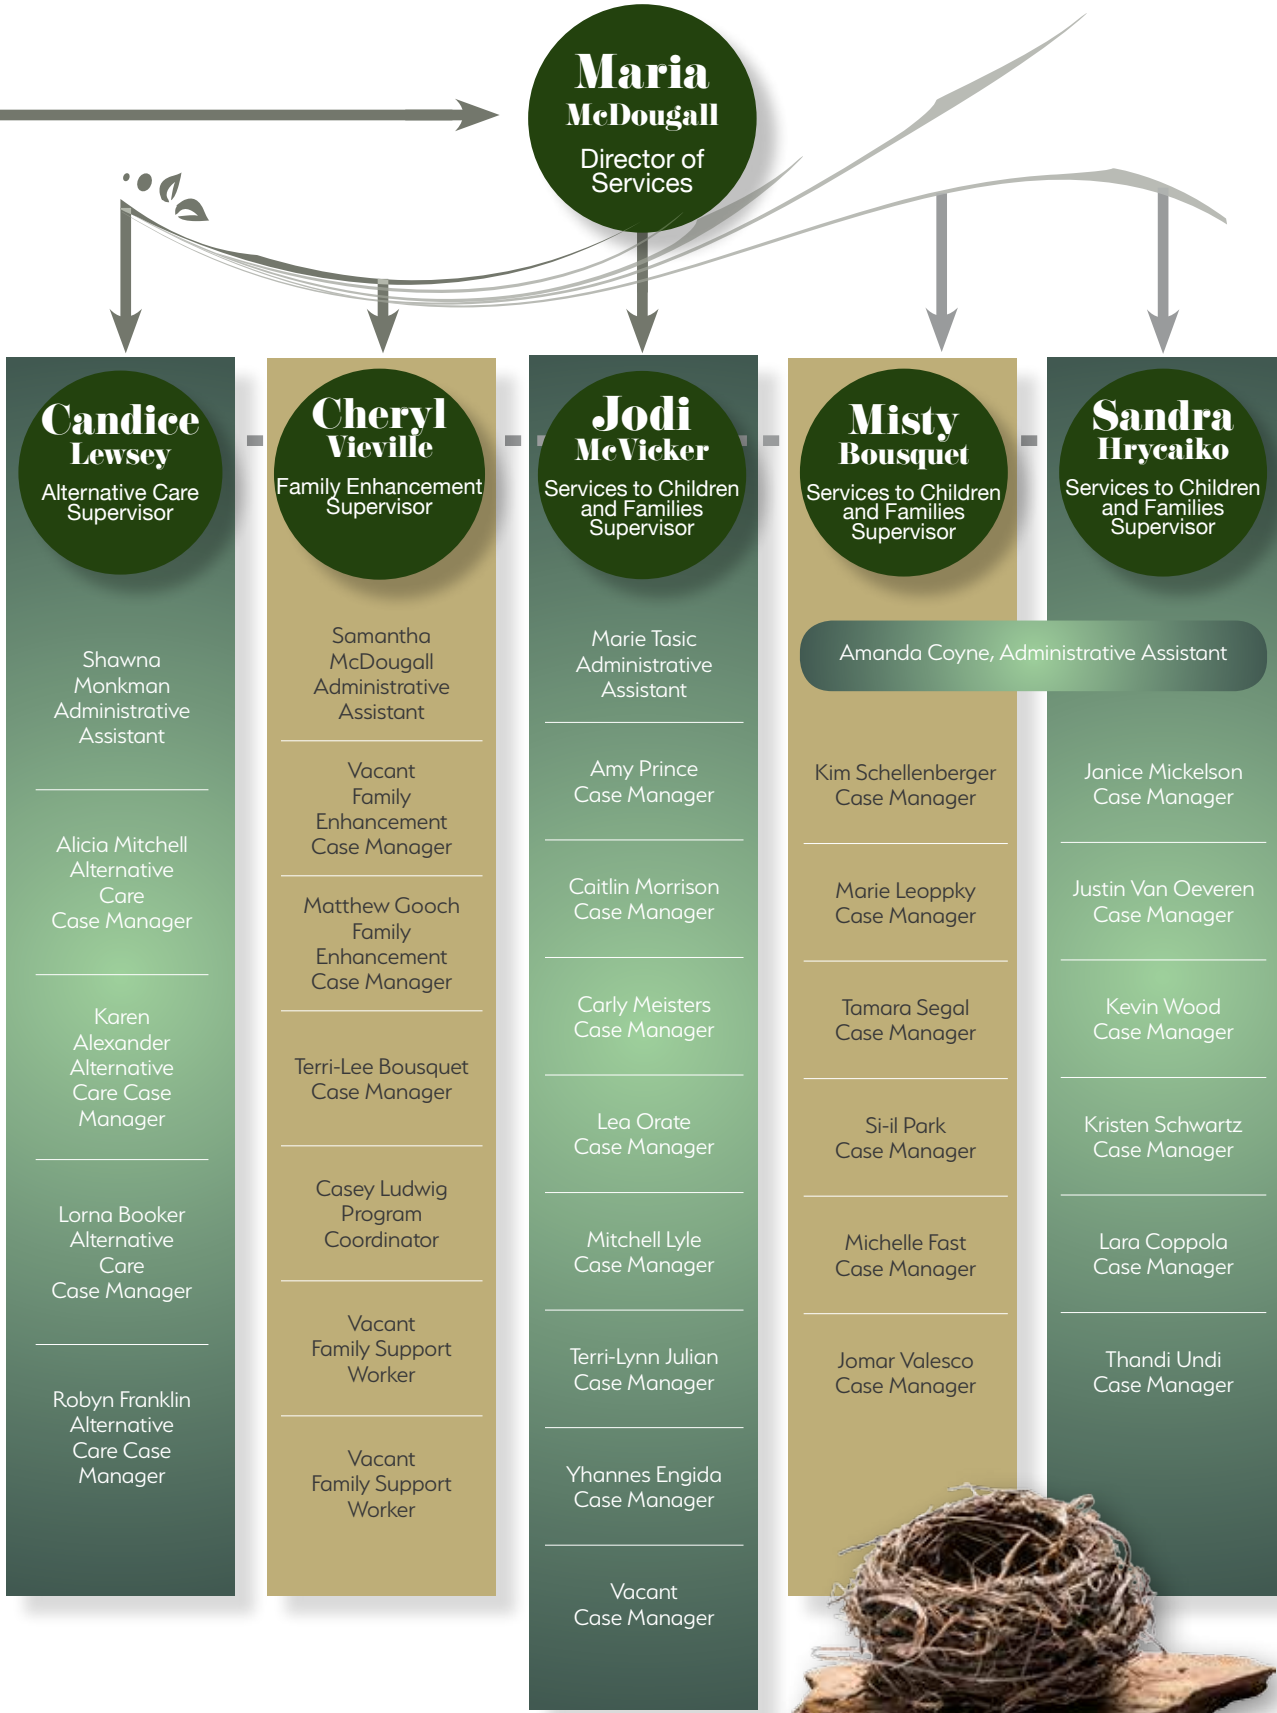 Maria
McDougall
Director of
Services
Candice
Lewsey
Alternative Care
Supervisor
Shawna
Monkman
Administrative
Assistant
Alicia Mitchell
Alternative
Care
Case Manager
Karen
Alexander
Alternative
Care Case
Manager
Lorna Booker
Alternative
Care
Case Manager
Robyn Franklin
Alternative
Care Case
Manager
Cheryl
Vieville
Family Enhancement
Supervisor
Samantha
McDougall
Administrative
Assistant
Vacant
Family
Enhancement
Case Manager
Matthew Gooch
Family
Enhancement
Case Manager
Terri-Lee Bousquet
Case Manager
Casey Ludwig
Program
Coordinator
Vacant
Family Support
Worker
Vacant
Family Support
Worker
Jodi
McVicker
Services to Children
and Families
Supervisor
Marie Tasic
Administrative
Assistant
Amy Prince
Case Manager
Caitlin Morrison
Case Manager
Carly Meisters
Case Manager
Lea Orate
Case Manager
Mitchell Lyle
Case Manager
Terri-Lynn Julian
Case Manager
Yhannes Engida
Case Manager
Vacant
Case Manager
Misty
Bousquet
Services to Children
and Families
Supervisor
Sandra
Hrycaiko
Services to Children
and Families
Supervisor
Amanda Coyne, Administrative Assistant
Kim Schellenberger
Case Manager
Marie Leoppky
Case Manager
Tamara Segal
Case Manager
Si-il Park
Case Manager
Michelle Fast
Case Manager
Jomar Valesco
Case Manager
Janice Mickelson
Case Manager
Justin Van Oeveren
Case Manager
Kevin Wood
Case Manager
Kristen Schwartz
Case Manager
Lara Coppola
Case Manager
Thandi Undi
Case Manager